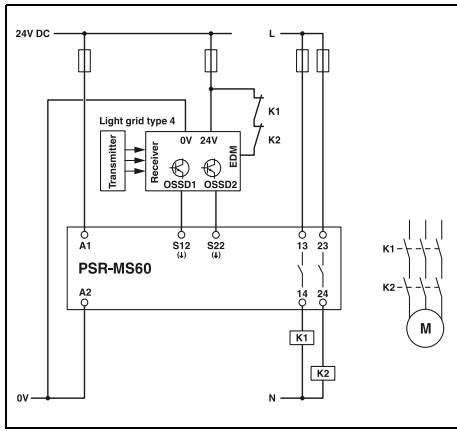 24V DC
L
Light grid type 4
K1
0V 24V
K2
Transmitter
Receiver
EDM
OSSD1 OSSD2
A1 S12 S22 13 23
(↓) (↓)
PSR-MS60
K1
A2 14 24
K2
K1
M
K2
0V N